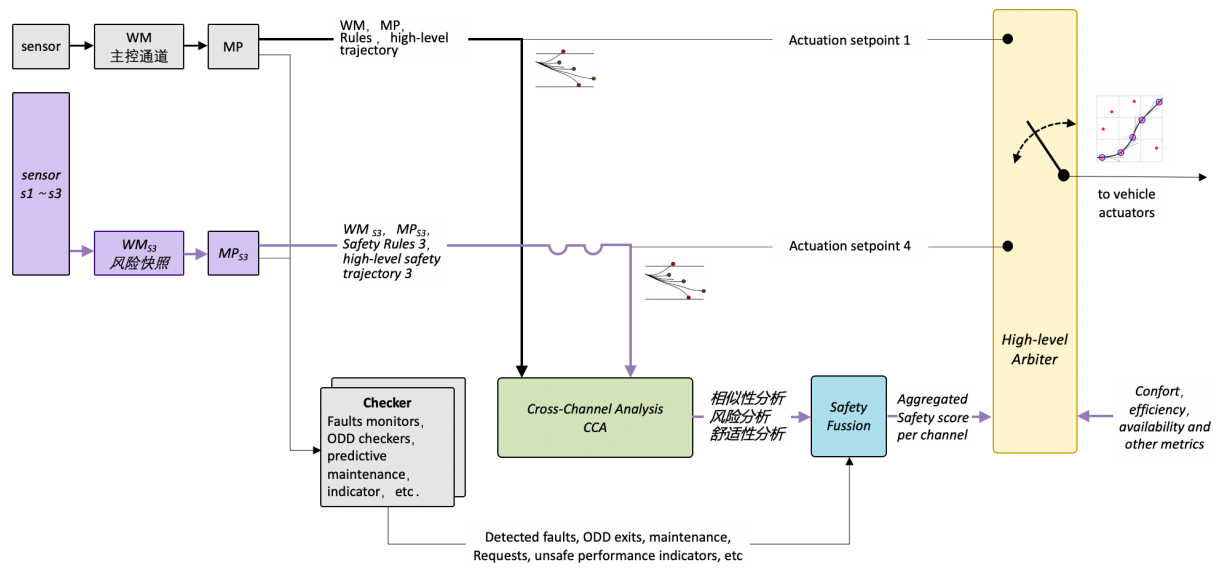 sensor
WM
主控通道
MP
WM， MP，
Rules 、high-level
trajectory
Actuation setpoint 1
sensor
s1 ~ s3
WMS3
风险快照
MPS3
WM S3， MPS3，
Safety Rules 3，
high-level safety
trajectory 3
Actuation setpoint 4
to vehicle
actuators
High-level
Arbiter
Checker
Faults monitors，
ODD checkers，
predictive
maintenance，
indicator， etc .
Cross-Channel Analysis
CCA
相似性分析
风险分析
舒适性分析
Safety
Fussion
Aggregated
Safety score
per channel
Confort，
efficiency，
availability and
other metrics
Detected faults, ODD exits, maintenance,
Requests, unsafe performance indicators, etc